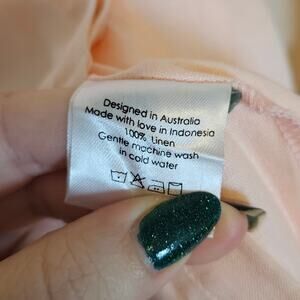 Designed in Australia
Made with love in Indonesia
100% Linen
Gentle machine wash
in cold water